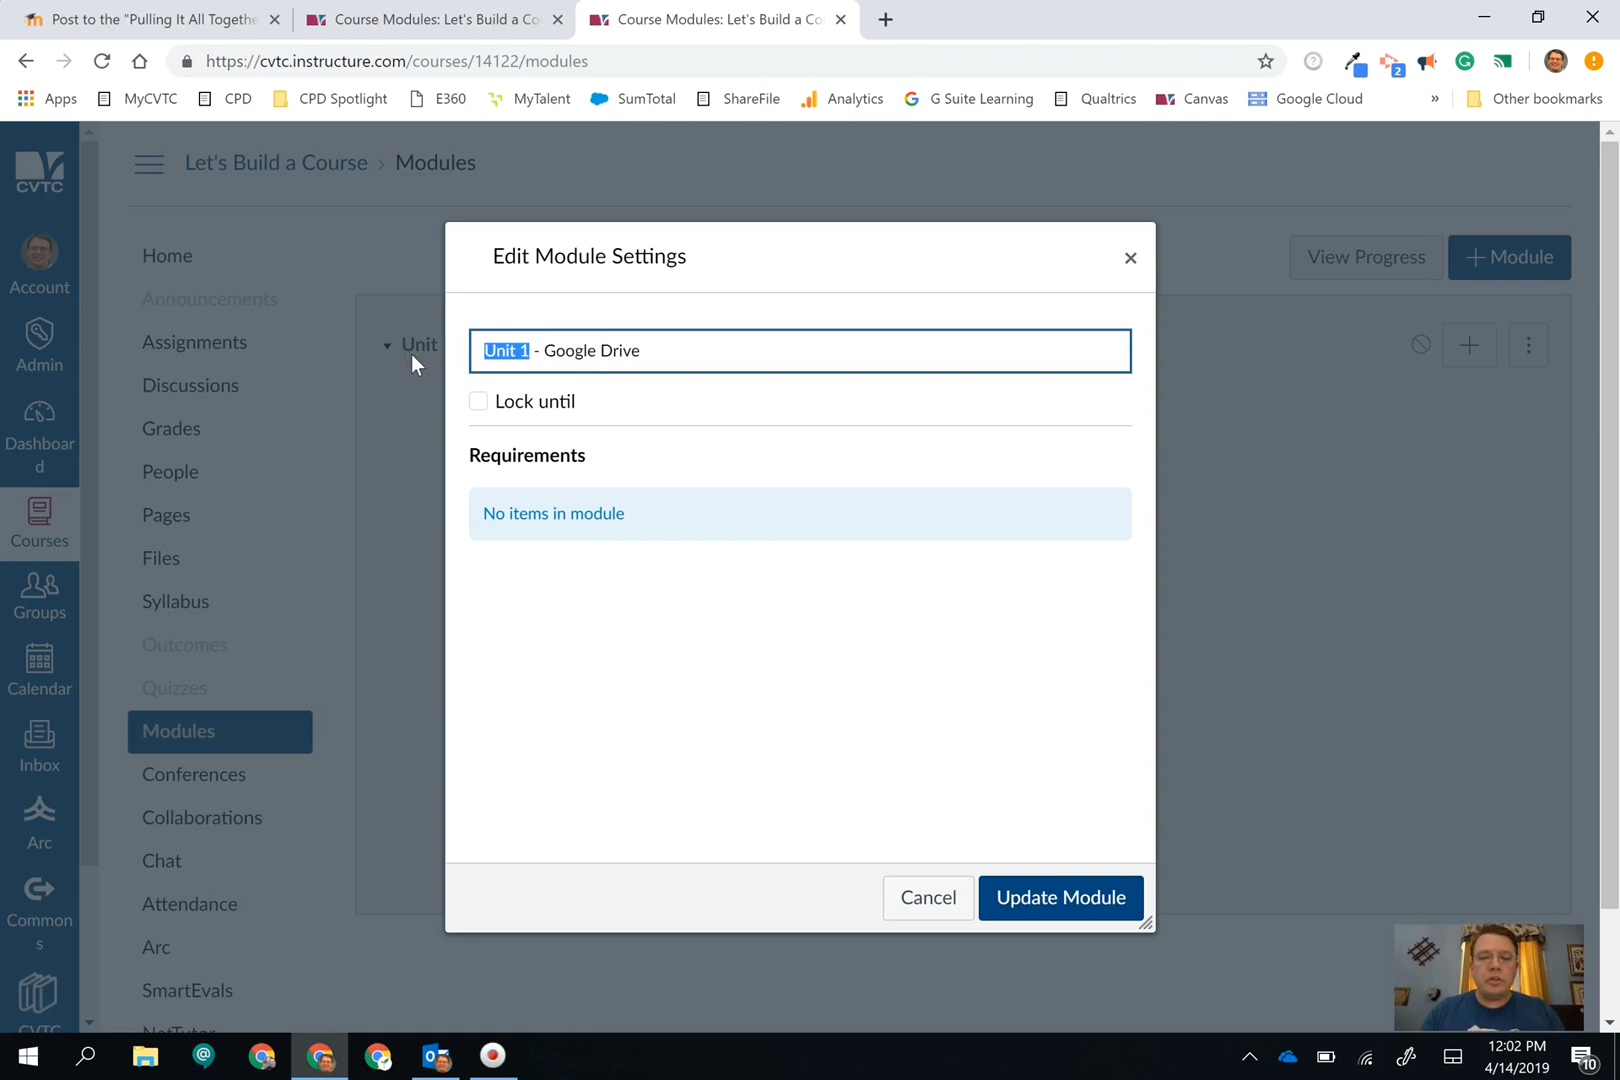 Post to the "Pulling It All Togethe
Course Modules: Let's Build a Co
Course Modules: Let's Build a Co
https://cvtc.instructure.com/courses/14122/modules
2
Apps
MyCVTC
CPD
CPD Spotlight
E360
MyTalent
SumTotal
ShareFile
Analytics
G Suite Learning
Qualtrics
Canvas
Google Cloud
»
Other bookmarks
CVTC
Account
Admin
Dashboar
d
Courses
Groups
Calendar
Inbox
Arc
Common
s
CVTC
Let's Build a Course > Modules
Home
Announcements
Assignments
Discussions
Grades
People
Pages
Files
Syllabus
Outcomes
Quizzes
Modules
Conferences
Collaborations
Chat
Attendance
Arc
SmartEvals
NetTutor
View Progress
+ Module
Unit
Edit Module Settings
Unit 1 - Google Drive
Lock until
Requirements
No items in module
Cancel
Update Module
12:02 PM
4/14/2019
10